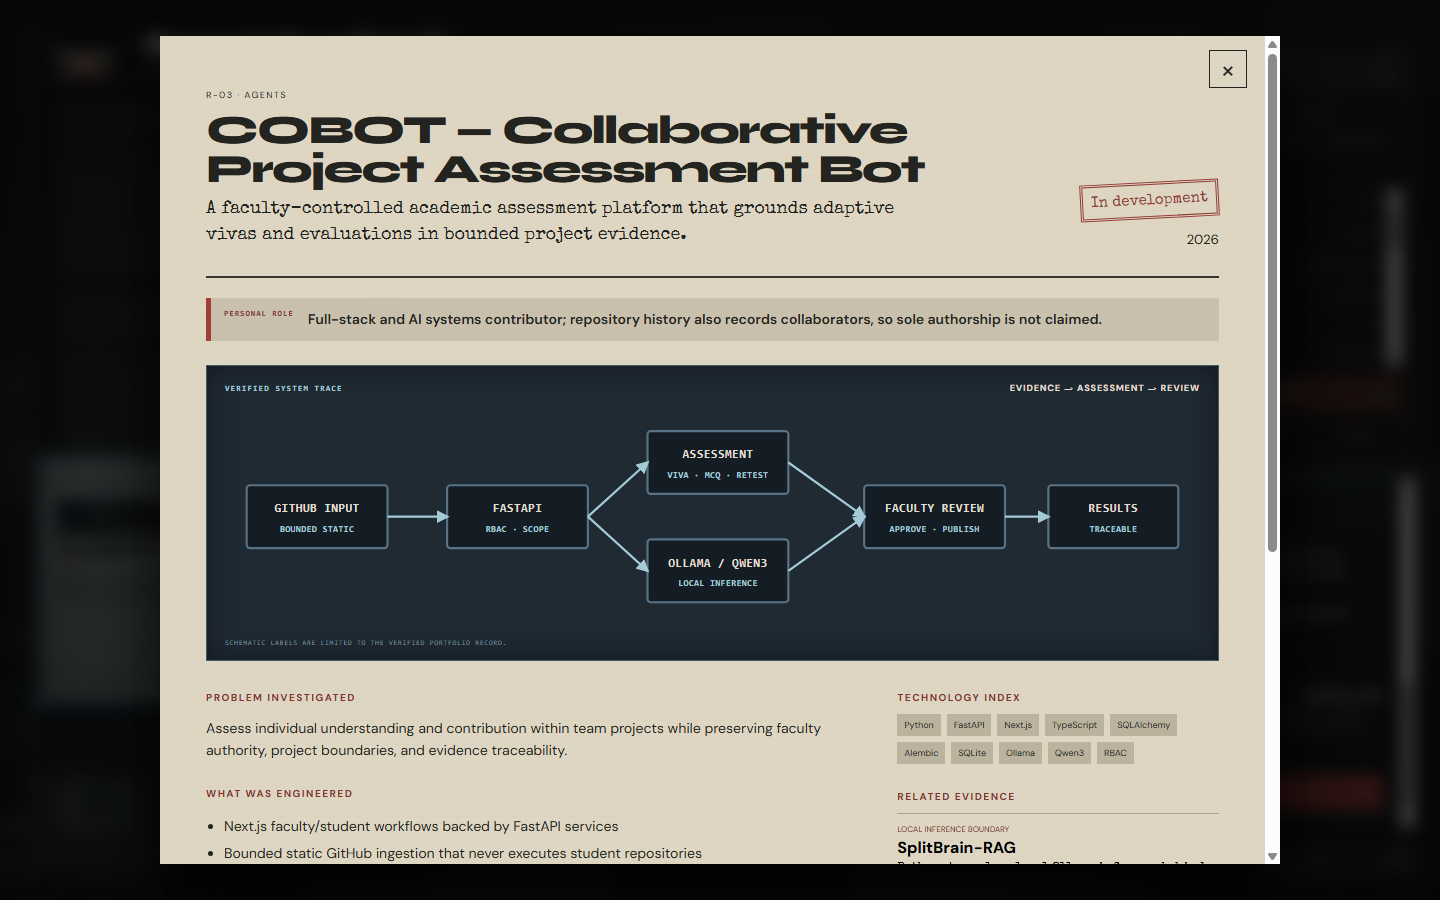 ×
R-03 · AGENTS
COBOT — Collaborative
Project Assessment Bot
A faculty-controlled academic assessment platform that grounds adaptive
vivas and evaluations in bounded project evidence.
In development
2026
PERSONAL ROLE
Full-stack and AI systems contributor; repository history also records collaborators, so sole authorship is not claimed.
VERIFIED SYSTEM TRACE
EVIDENCE → ASSESSMENT → REVIEW
GITHUB INPUT
BOUNDED STATIC
FASTAPI
RBAC · SCOPE
ASSESSMENT
VIVA · MCQ · RETEST
OLLAMA / QWEN3
LOCAL INFERENCE
FACULTY REVIEW
APPROVE · PUBLISH
RESULTS
TRACEABLE
SCHEMATIC LABELS ARE LIMITED TO THE VERIFIED PORTFOLIO RECORD.
PROBLEM INVESTIGATED
Assess individual understanding and contribution within team projects while preserving faculty
authority, project boundaries, and evidence traceability.
WHAT WAS ENGINEERED
• Next.js faculty/student workflows backed by FastAPI services
• Bounded static GitHub ingestion that never executes student repositories
TECHNOLOGY INDEX
Python FastAPI Next.js TypeScript SQLAlchemy
Alembic SQLite Ollama Qwen3 RBAC
RELATED EVIDENCE
LOCAL INFERENCE BOUNDARY
SplitBrain-RAG